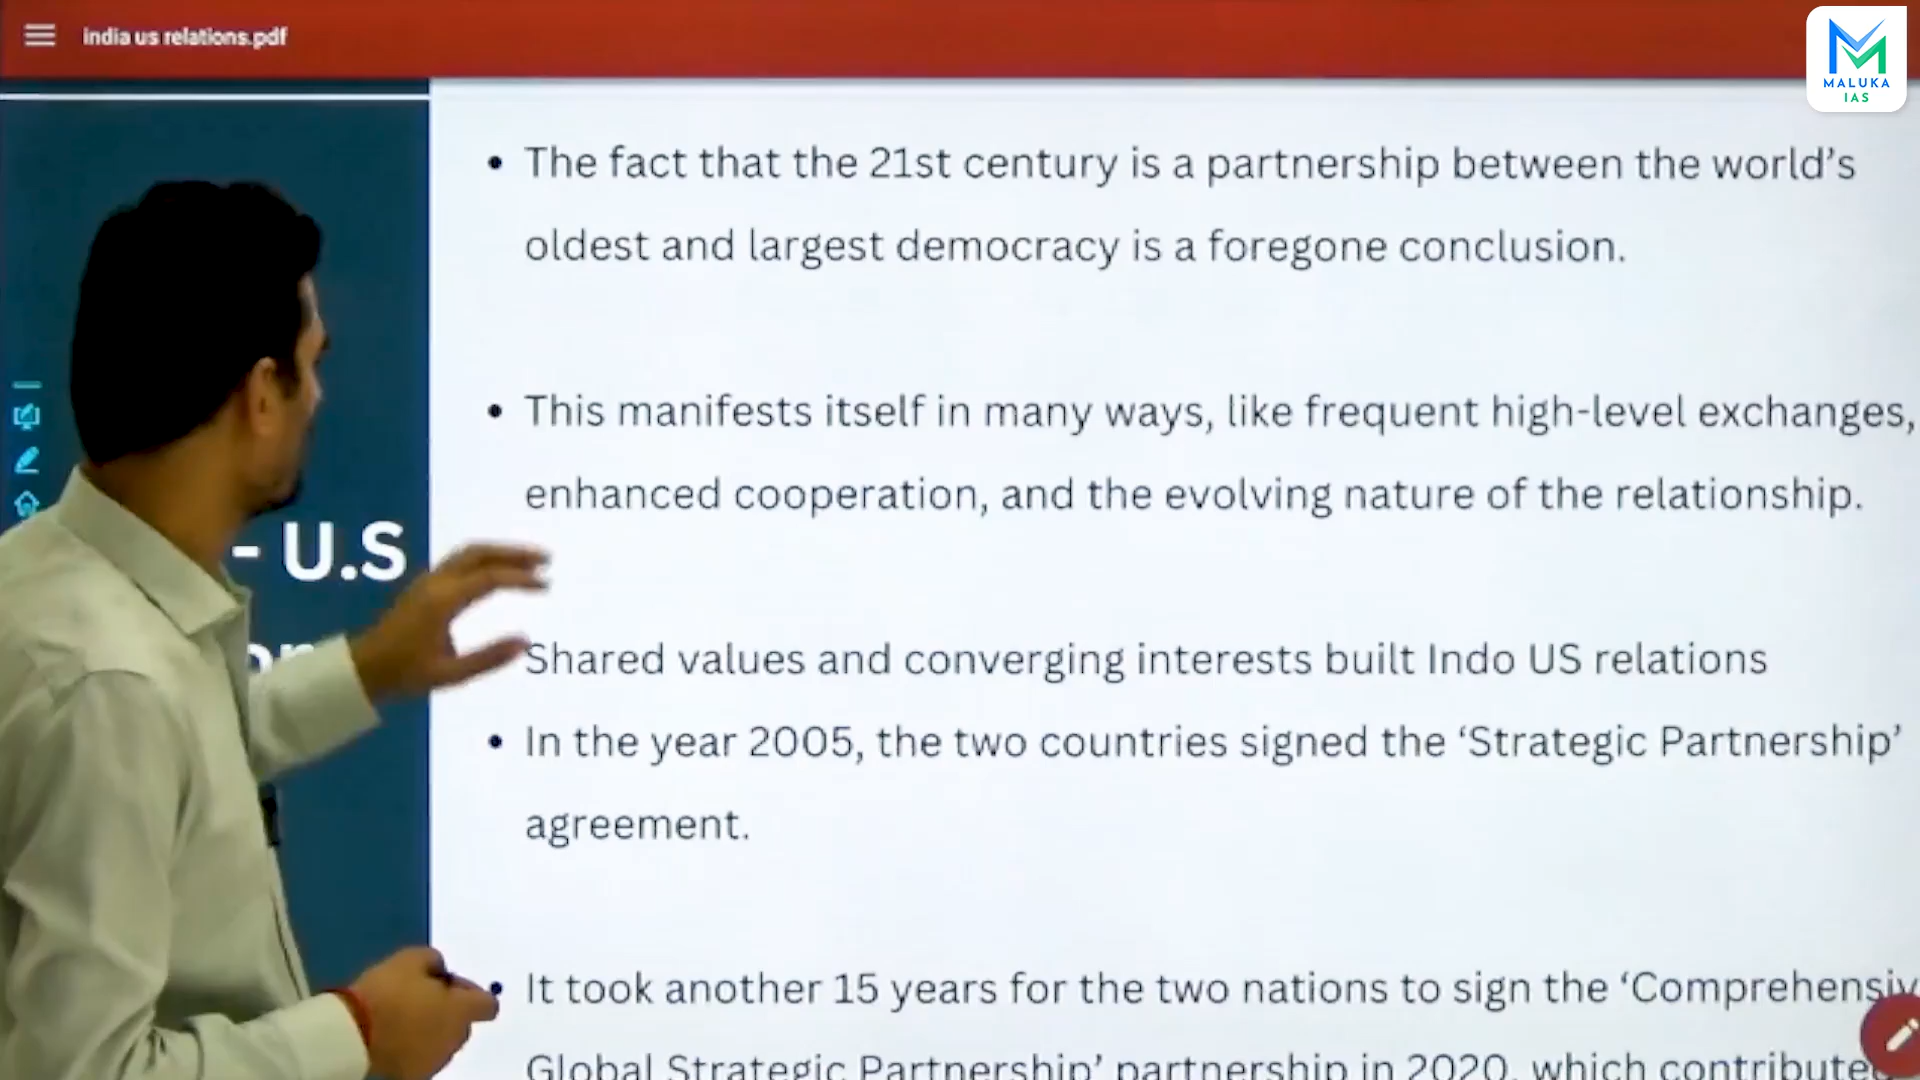 india us relations.pdf
MALUKA
IAS
The fact that the 21st century is a partnership between the world's
oldest and largest democracy is a foregone conclusion.
This manifests itself in many ways, like frequent high-level exchanges,
enhanced cooperation, and the evolving nature of the relationship.
- U.S
Shared values and converging interests built Indo US relations
In the year 2005, the two countries signed the ‘Strategic Partnership’
agreement.
It took another 15 years for the two nations to sign the ‘Comprehensiv
Global Strategic Partnership’ partnership in 2020, which contribute